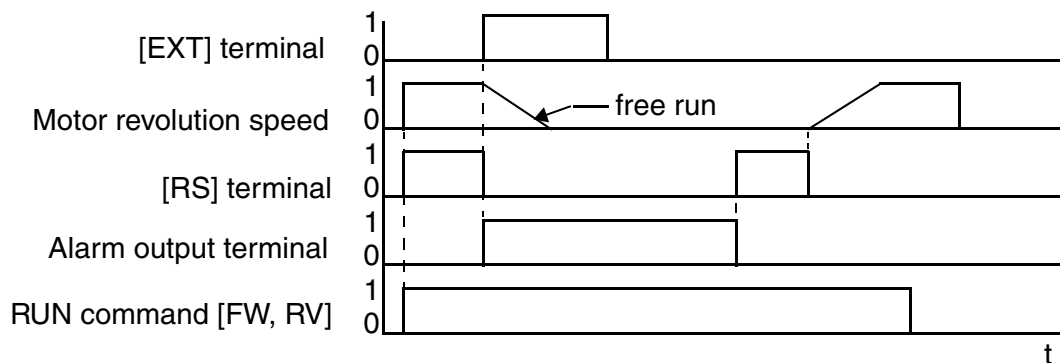 [EXT] terminal
1
0
Motor revolution speed
1
0
free run
[RS] terminal
1
0
Alarm output terminal
1
0
RUN command [FW, RV]
1
0
t